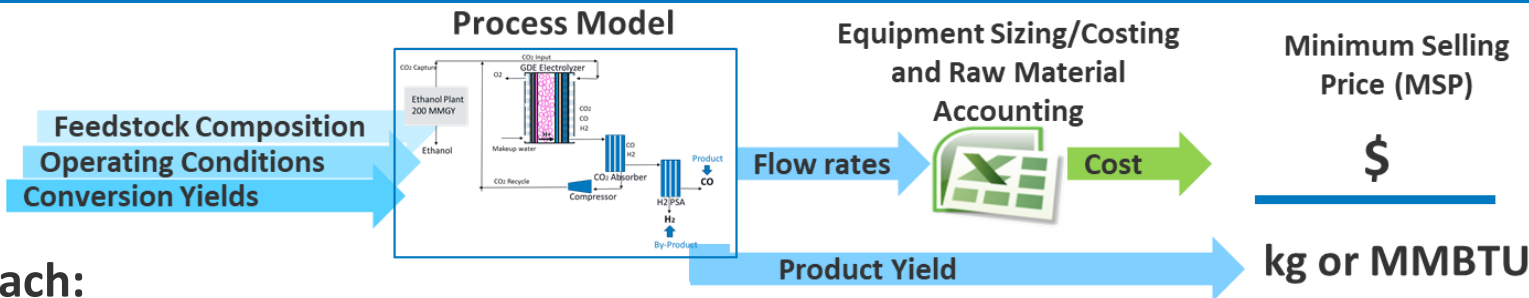 Process Model
Equipment Sizing/Costing
and Raw Material
Accounting
Minimum Selling
Price (MSP)
Feedstock Composition
Operating Conditions
Conversion Yields
CO₂ Input
CO₂ Capture
GDE Electrolyzer
O2
Ethanol Plant
200 MMGY
Ethanol
CO₂
CO
H2
H+
Makeup water
CO
H2
CO₂ Absorber
CO₂ Recycle
Compressor
Product
CO
H2 PSA
H₂
By-Product
Flow rates
X
Cost
$
Product Yield
kg or MMBTU
ach: